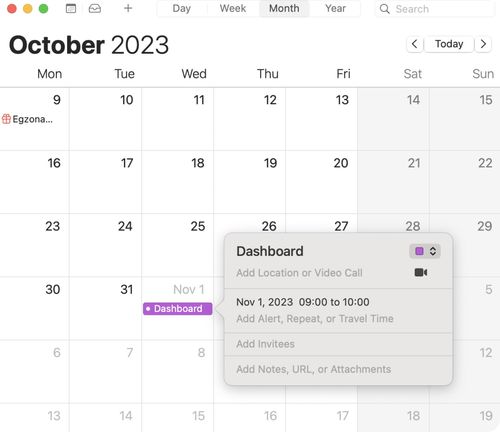 Day Week Month Year Search
October 2023
Today
Mon Tue Wed Thu Fri Sat Sun
9 10 11 12 13 14 15
Egzona...
16 17 18 19 20 21 22
23 24 25 26 27 28 29
30 31 Nov 1 5
Dashboard
6 7 8 12
13 14 15 16 17 18 19
Dashboard
Add Location or Video Call
Nov 1, 2023 09:00 to 10:00
Add Alert, Repeat, or Travel Time
Add Invitees
Add Notes, URL, or Attachments